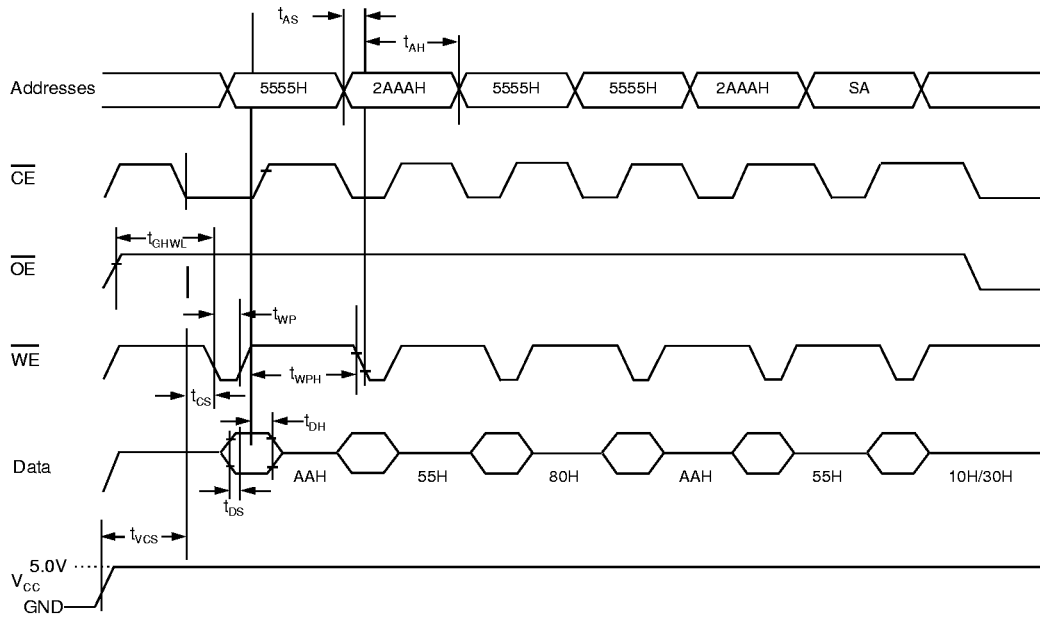 tAS
tAH
Addresses 5555H 2AAAH 5555H 5555H 2AAAH SA
CE
tGHWL
OE
tWP
WE
tWPH
tCS
tDH
Data AAH 55H 80H AAH 55H 10H/30H
tDS
tVCS
5.0V
VCC
GND